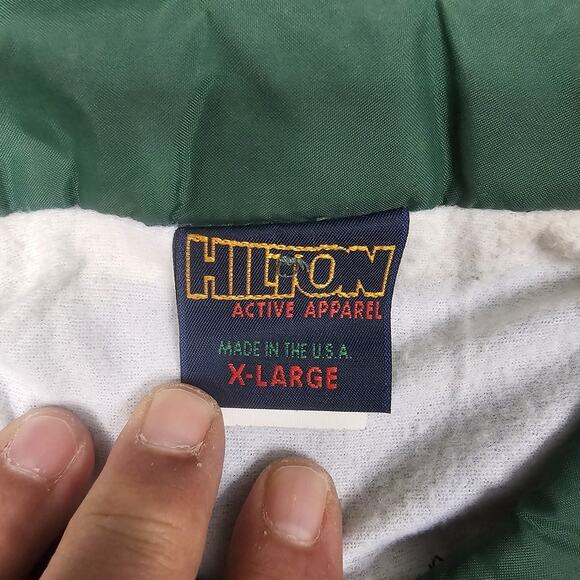 HILTON
ACTIVE APPAREL
MADE IN THE U.S.A.
X-LARGE